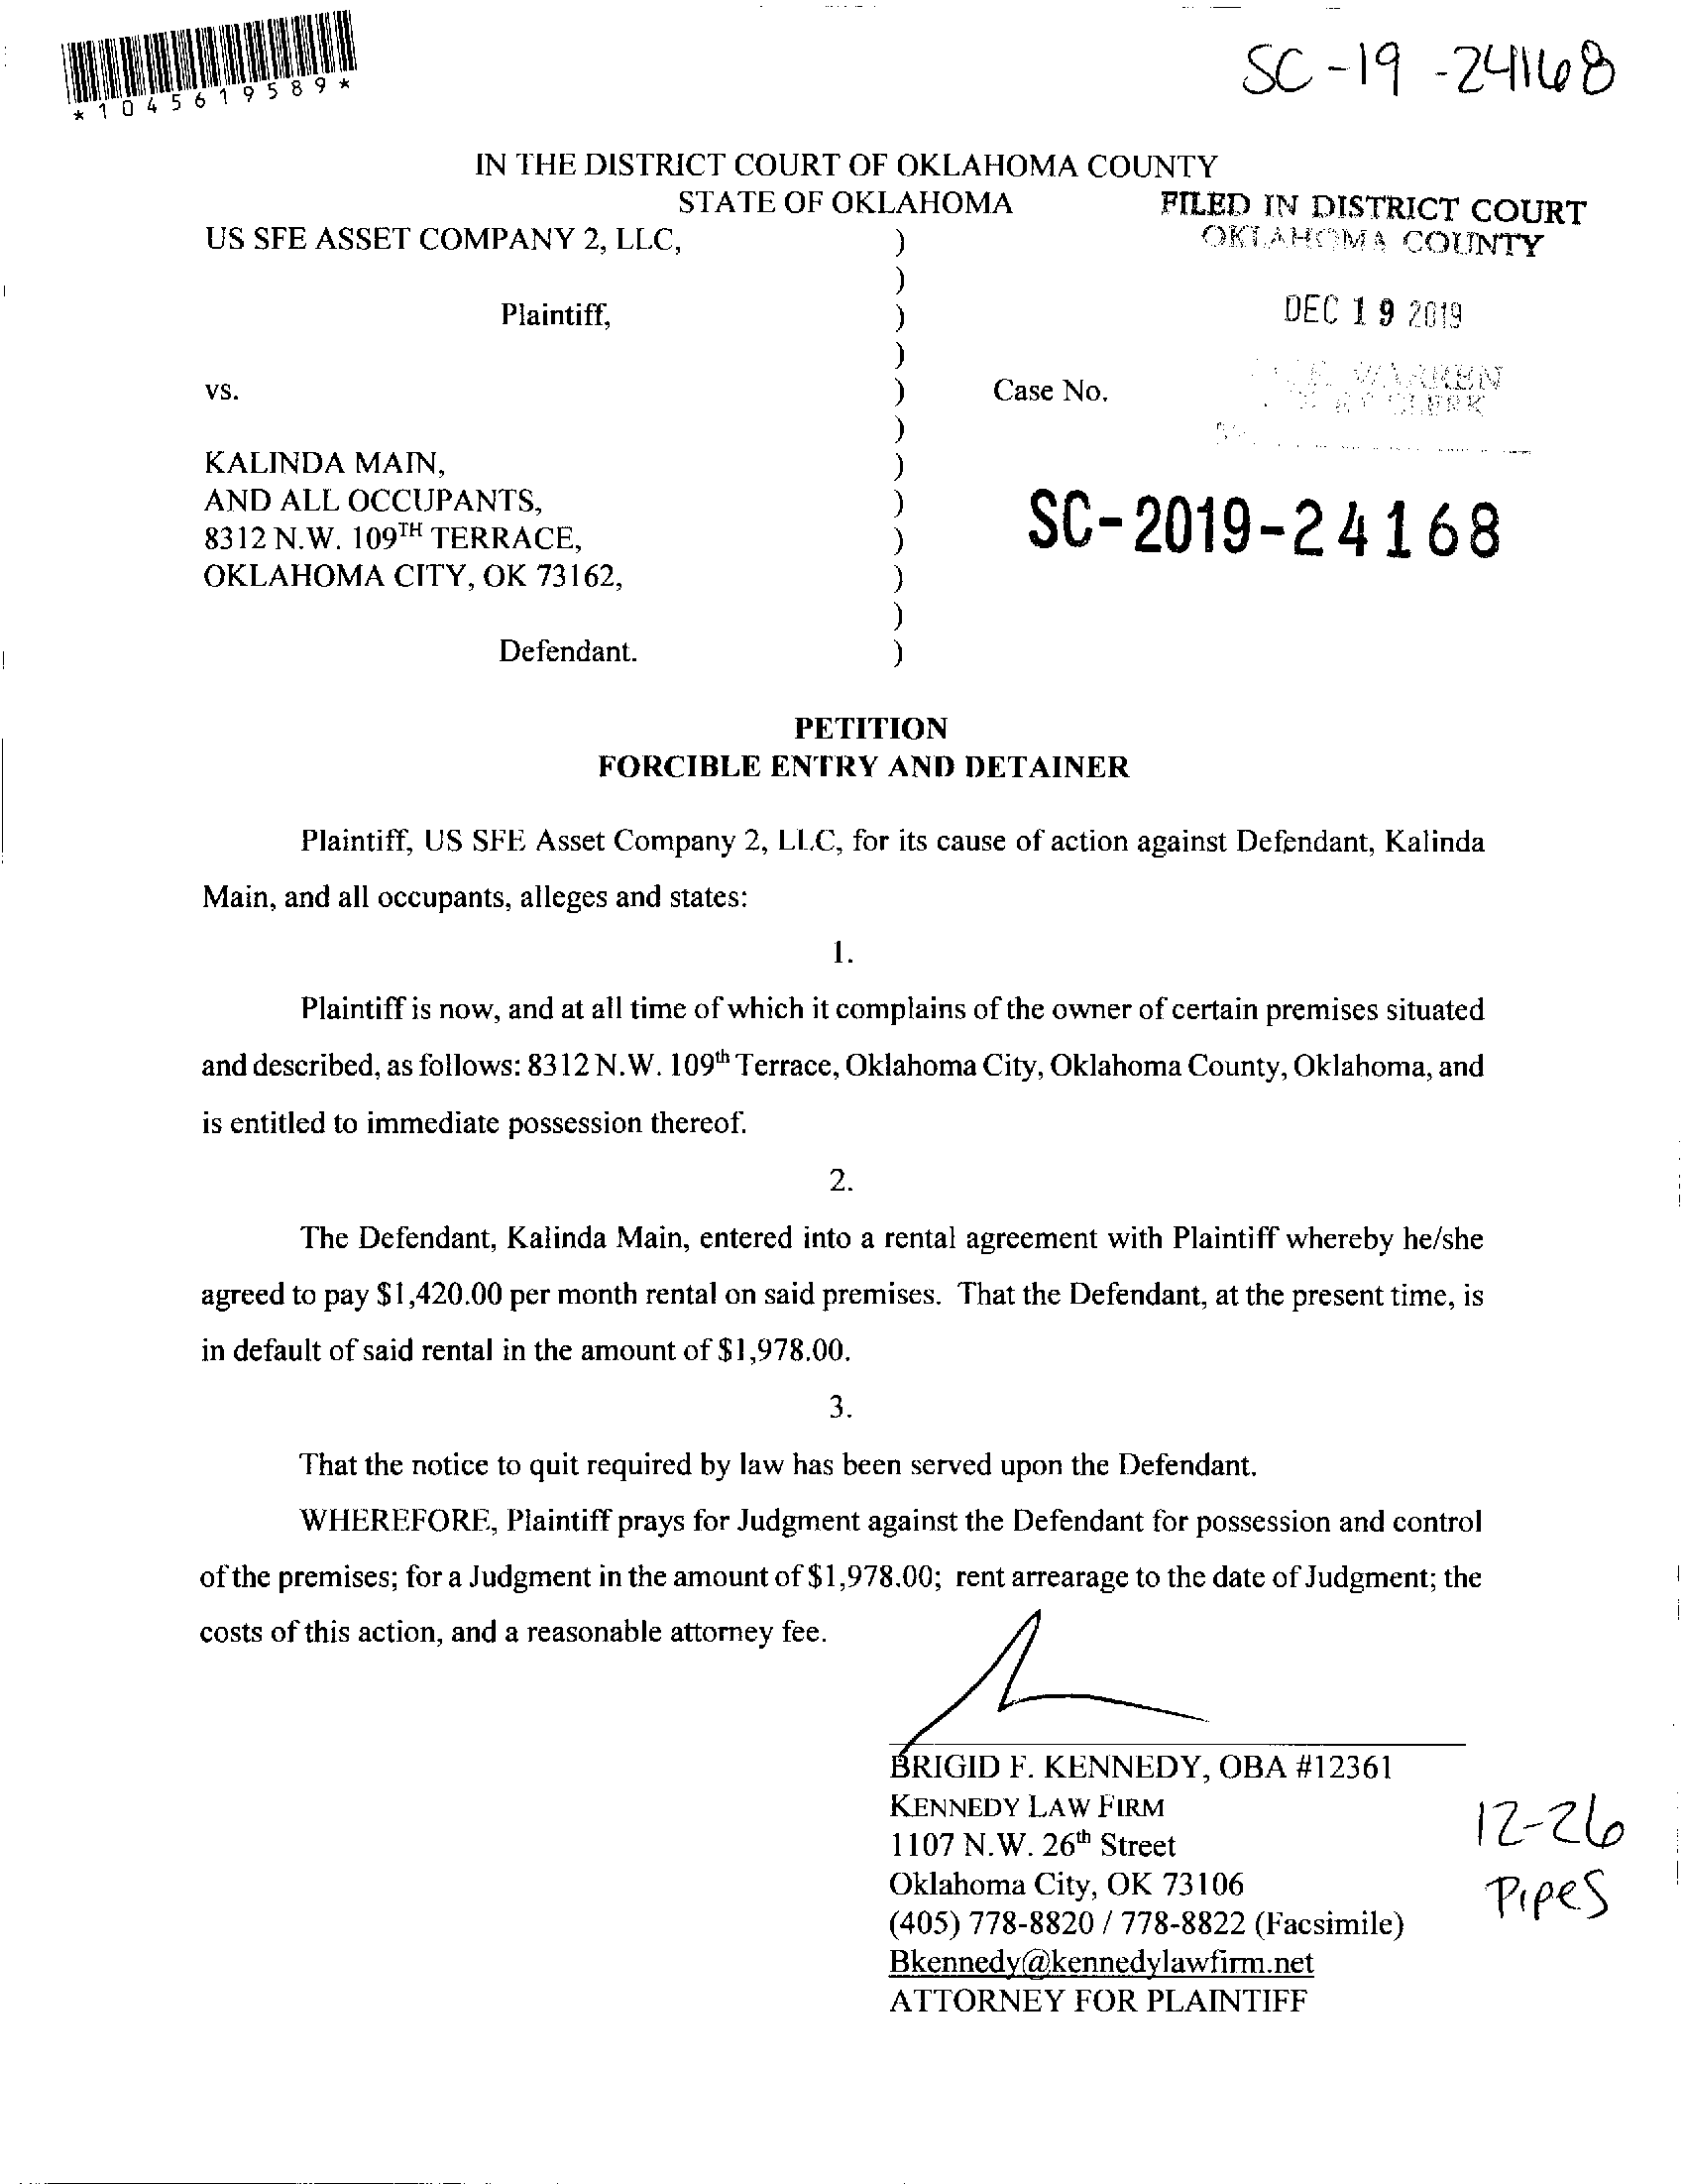 *1045619589*
SC-19-24168
IN THE DISTRICT COURT OF OKLAHOMA COUNTY
STATE OF OKLAHOMA
FILED IN DISTRICT COURT
OKLAHOMA COUNTY
US SFE ASSET COMPANY 2, LLC, )
)
Plaintiff, )
DEC 19 2019
)
WARREN
vs. ) Case No.
CLERK
)
KALINDA MAIN, )
AND ALL OCCUPANTS, )
8312 N.W. 109TH TERRACE, )
SC-2019-24168
OKLAHOMA CITY, OK 73162, )
)
Defendant. )
PETITION
FORCIBLE ENTRY AND DETAINER
Plaintiff, US SFE Asset Company 2, LLC, for its cause of action against Defendant, Kalinda
Main, and all occupants, alleges and states:
1.
Plaintiff is now, and at all time of which it complains of the owner of certain premises situated
and described, as follows: 8312 N.W. 109th Terrace, Oklahoma City, Oklahoma County, Oklahoma, and
is entitled to immediate possession thereof.
2.
The Defendant, Kalinda Main, entered into a rental agreement with Plaintiff whereby he/she
agreed to pay $1,420.00 per month rental on said premises. That the Defendant, at the present time, is
in default of said rental in the amount of $1,978.00.
3.
That the notice to quit required by law has been served upon the Defendant.
WHEREFORE, Plaintiff prays for Judgment against the Defendant for possession and control
of the premises; for a Judgment in the amount of $1,978.00; rent arrearage to the date of Judgment; the
costs of this action, and a reasonable attorney fee.
BRIGID F. KENNEDY, OBA #12361
KENNEDY LAW FIRM
1107 N.W. 26th Street
Oklahoma City, OK 73106
(405) 778-8820 / 778-8822 (Facsimile)
Bkennedy@kennedylawfirm.net
ATTORNEY FOR PLAINTIFF
12-26
Pipes